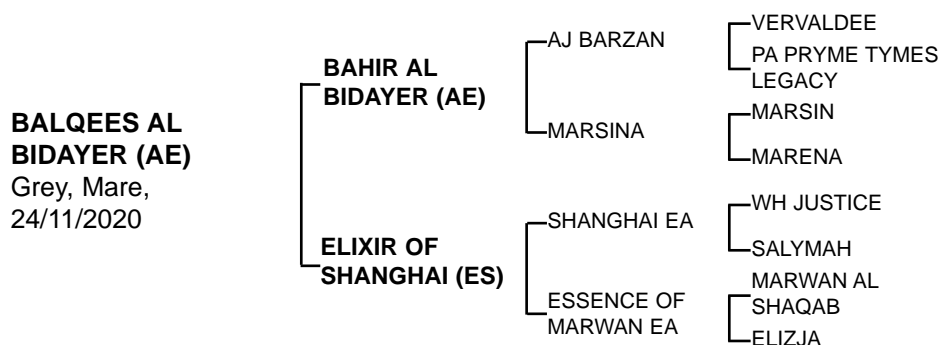 BALQEES AL
BIDAYER (AE)
Grey, Mare,
24/11/2020
BAHIR AL
BIDAYER (AE)
ELIXIR OF
SHANGHAI (ES)
AJ BARZAN
MARSINA
SHANGHAI EA
ESSENCE OF
MARWAN EA
VERVALDEE
PA PRYME TYMES
LEGACY
MARSIN
MARENA
WH JUSTICE
SALYMAH
MARWAN AL
SHAQAB
ELIZJA